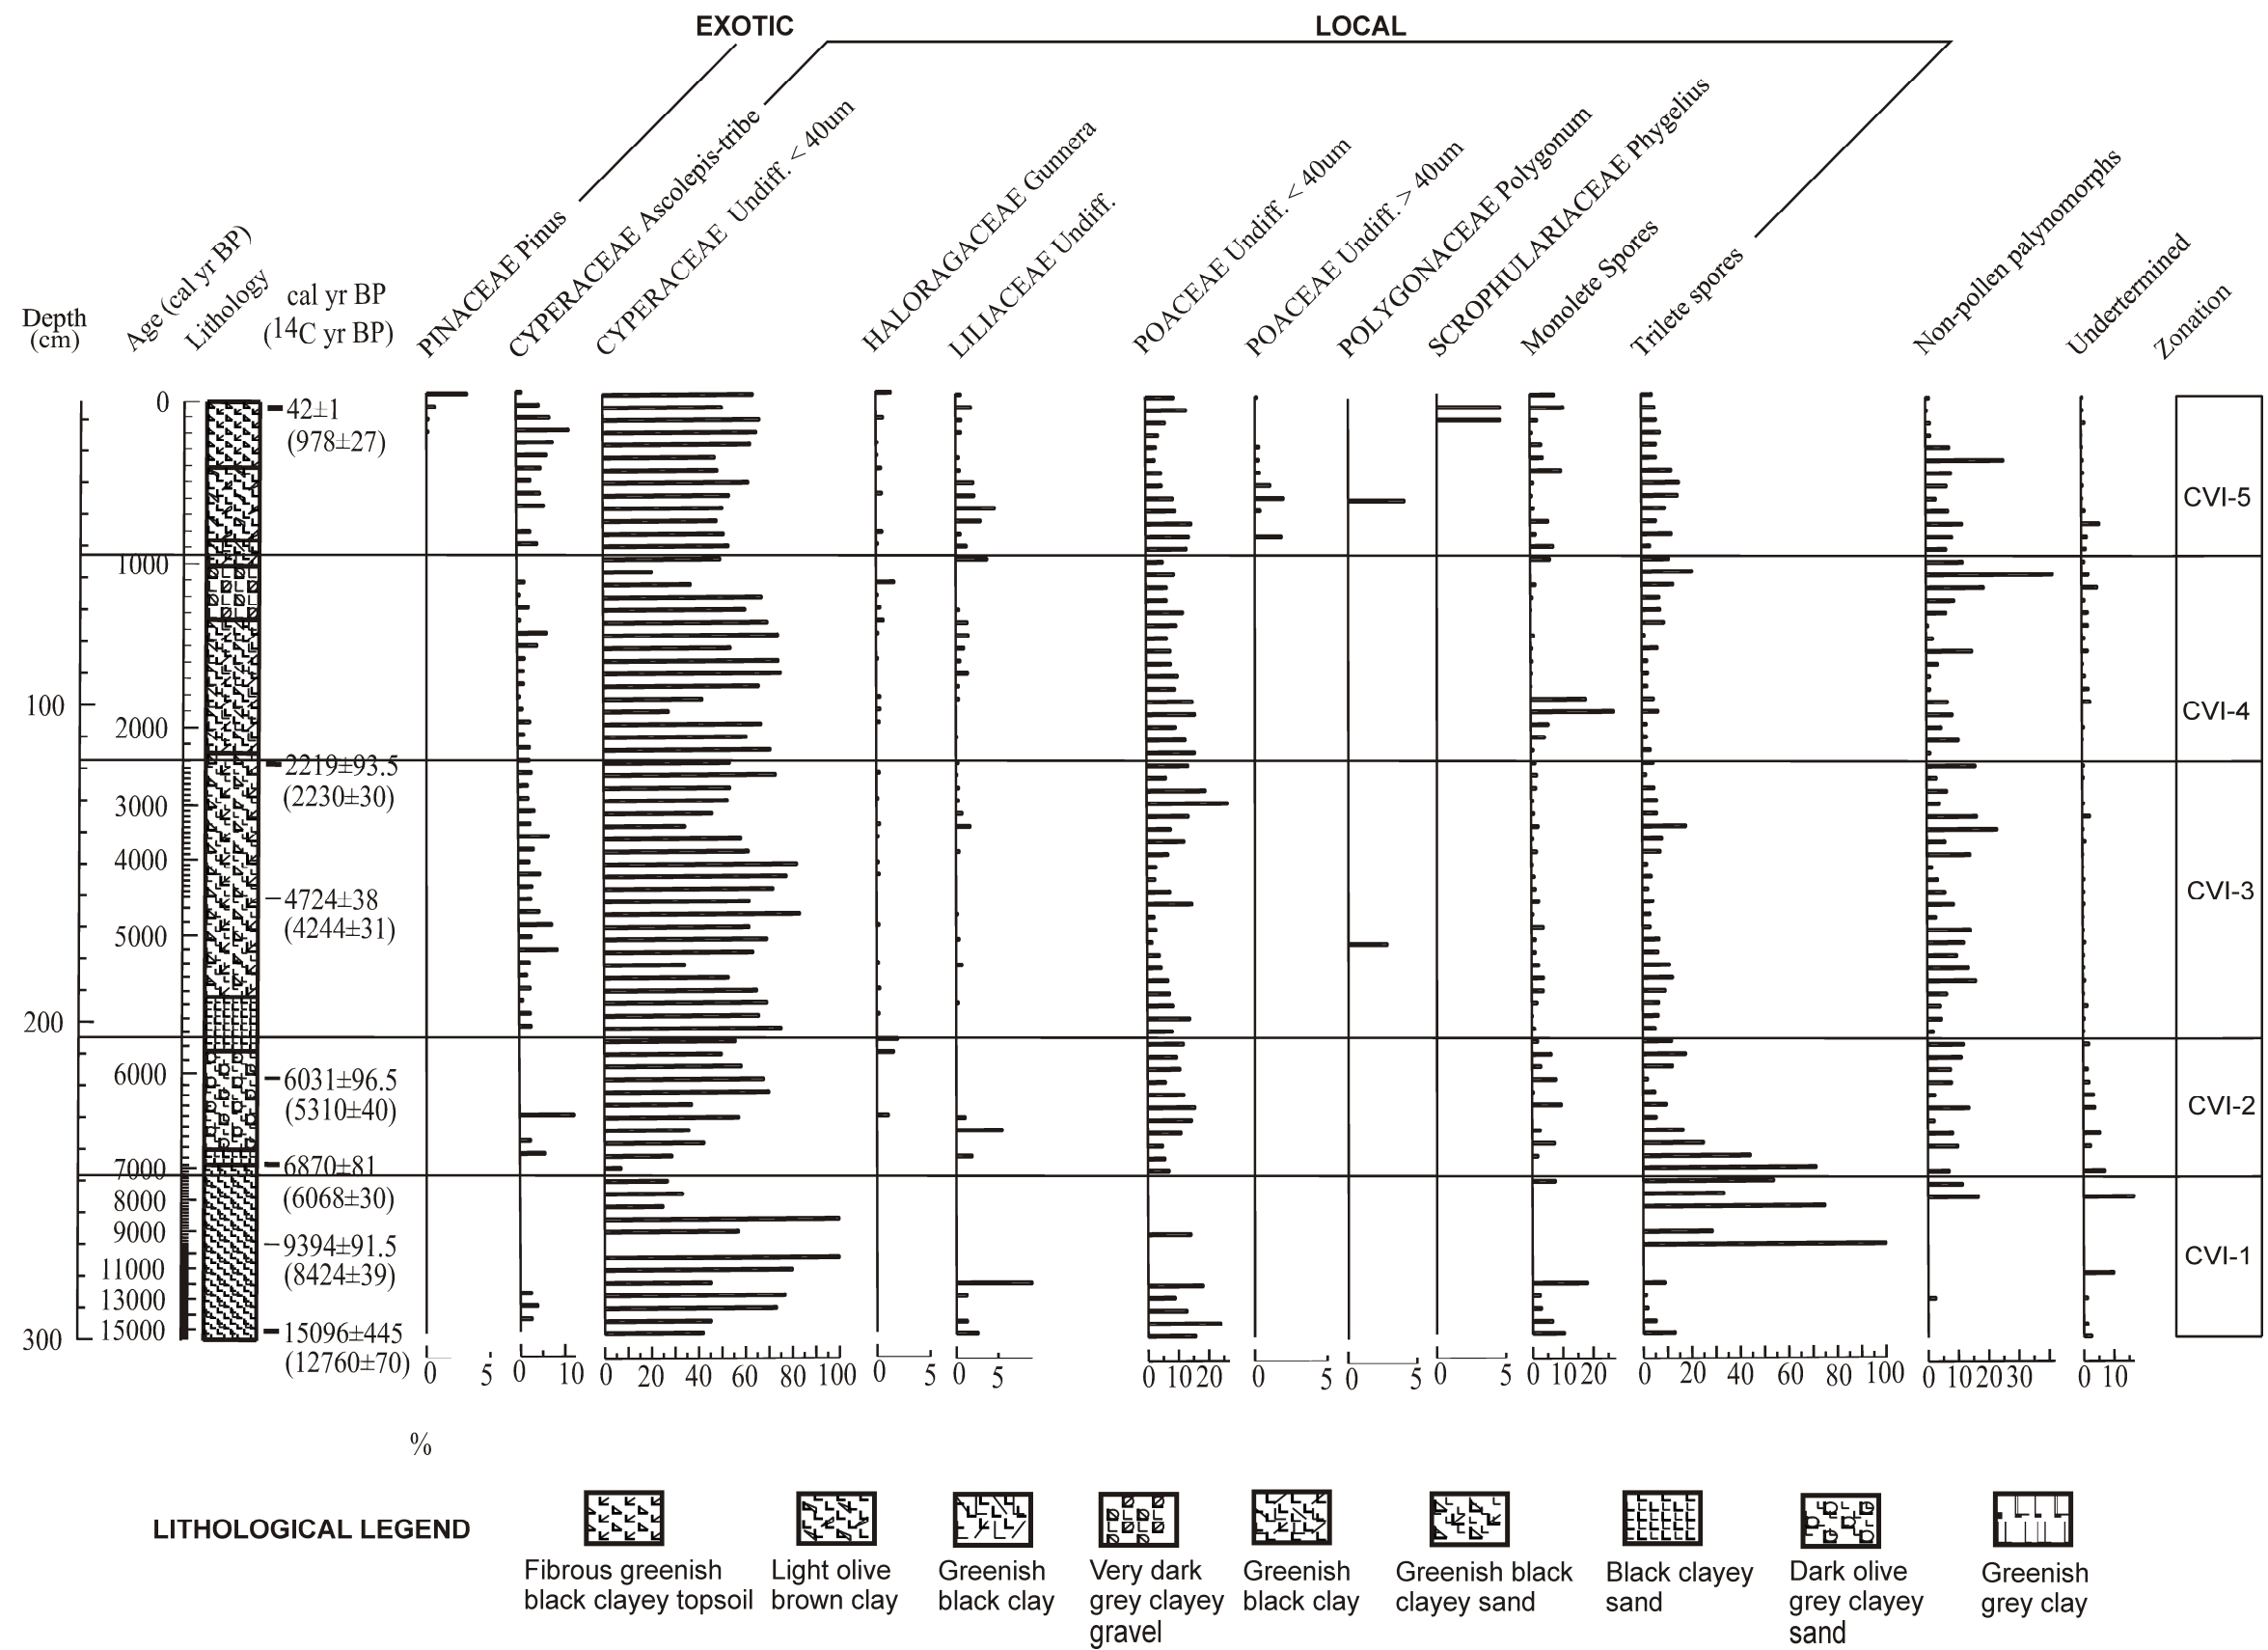 EXOTIC
LOCAL
Depth
(cm)
Age (cal yr BP)
Lithology
cal yr BP
(14C yr BP)
PINACEAE Pinus
CYPERACEAE Ascolepis-tribe
CYPERACEAE Undiff. < 40um
HALORAGACEAE Gunnera
LILIACEAE Undiff.
POACEAE Undiff. < 40um
POACEAE Undiff. > 40um
POLYGONACEAE Polygonum
SCROPHULARIACEAE Phygelius
Monolete Spores
Trilete spores
Non-pollen palynomorphs
Undertermined
Zonation
0
42±1
(978±27)
CVI-5
1000
100
2000
CVI-4
2219±93.5
(2230±30)
3000
4000
4724±38
(4244±31)
CVI-3
5000
200
6000
6031±96.5
(5310±40)
CVI-2
7000
6870±81
(6068±30)
8000
9000
9394±91.5
(8424±39)
CVI-1
11000
13000
15000
300
15096±445
(12760±70)
0 5
0 10
0 20 40 60 80 100
0 5
0 5
0 10 20
0 5
0 5
0 5
0 10 20
0 20 40 60 80 100
0 10 20 30
0 10
%
LITHOLOGICAL LEGEND
Fibrous greenish
black clayey topsoil
Light olive
brown clay
Greenish
black clay
Very dark
grey clayey
gravel
Greenish
black clay
Greenish black
clayey sand
Black clayey
sand
Dark olive
grey clayey
sand
Greenish
grey clay